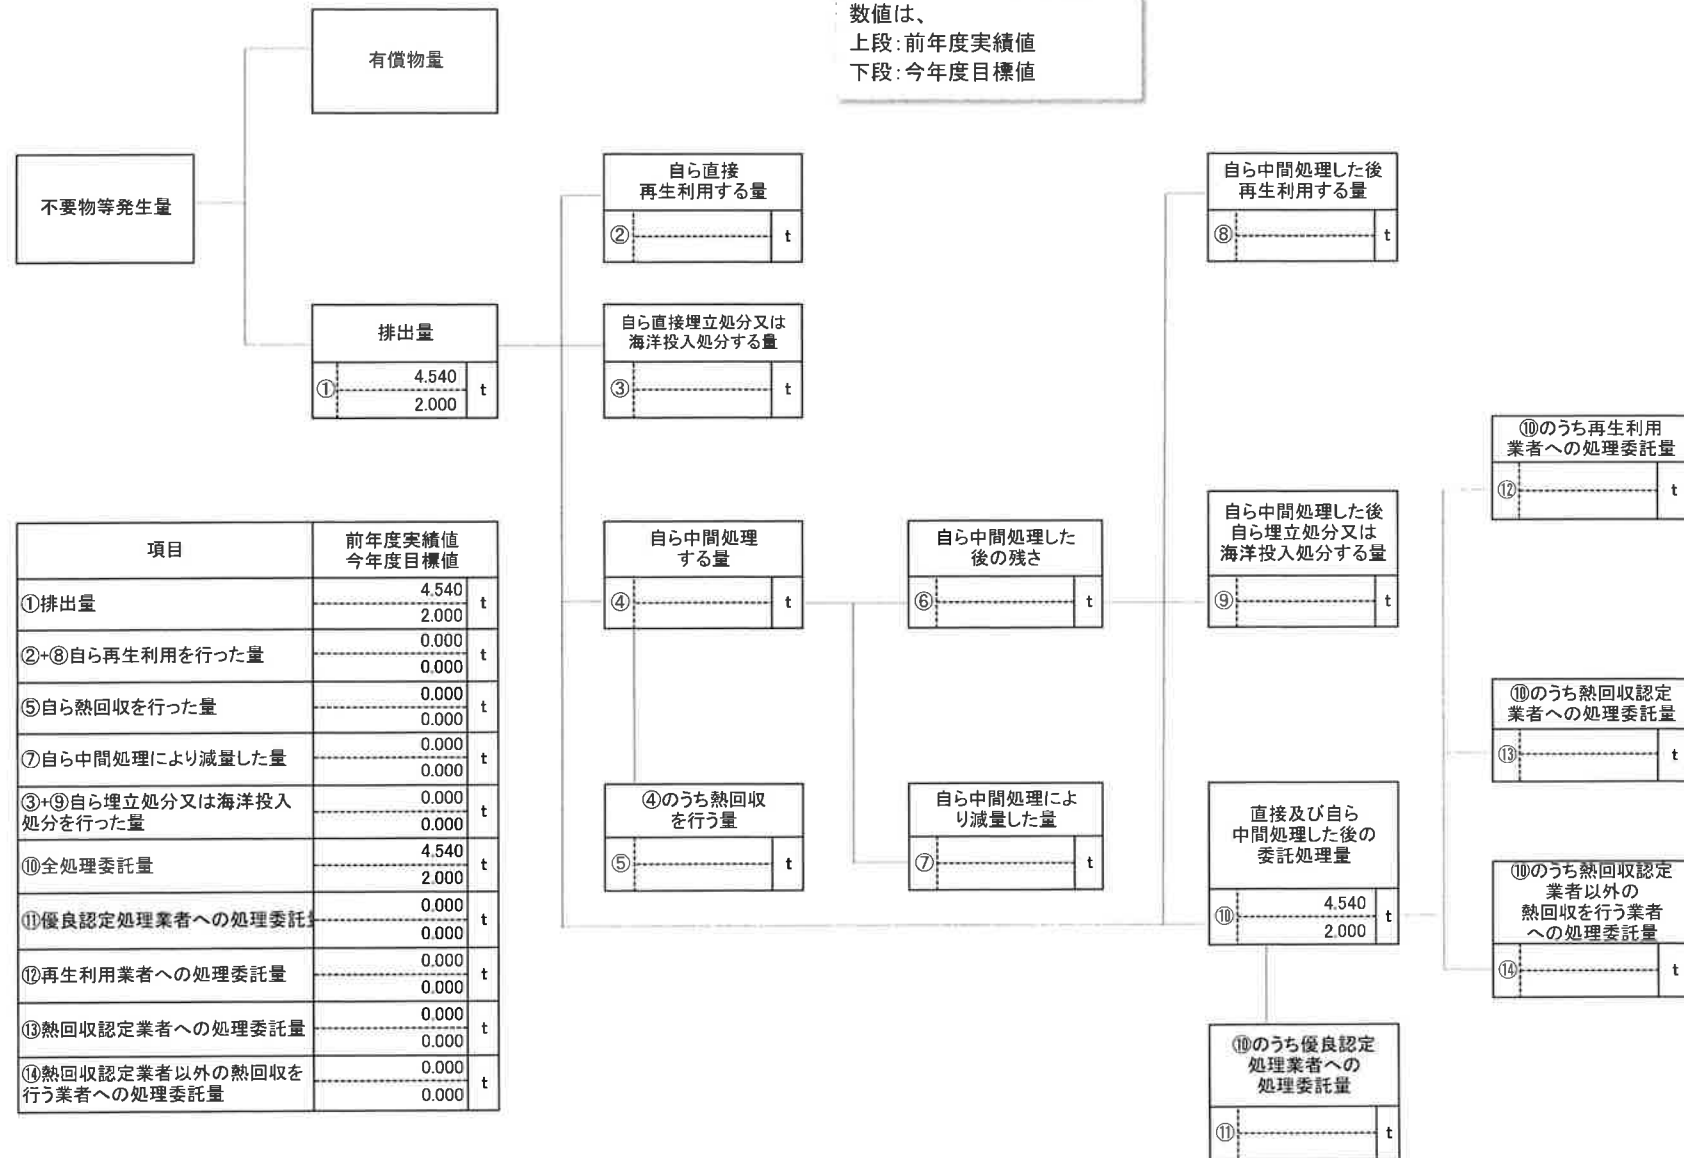 数値は、
上段:前年度実績値
下段:今年度目標値
有償物量
不要物等発生量
排出量
①
4.540
2.000
t
自ら直接
再生利用する量
②
t
自ら直接埋立処分又は
海洋投入処分する量
③
t
自ら中間処理
する量
④
t
④のうち熱回収
を行う量
⑤
t
自ら中間処理した
後の残さ
⑥
t
自ら中間処理によ
り減量した量
⑦
t
自ら中間処理した後
再生利用する量
⑧
t
自ら中間処理した後
自ら埋立処分又は
海洋投入処分する量
⑨
t
直接及び自ら
中間処理した後の
委託処理量
⑩
4.540
2.000
t
⑩のうち優良認定
処理業者への
処理委託量
⑪
t
⑩のうち再生利用
業者への処理委託量
⑫
t
⑩のうち熱回収認定
業者への処理委託量
⑬
t
⑩のうち熱回収認定
業者以外の
熱回収を行う業者
への処理委託量
⑭
t
項目
前年度実績値
今年度目標値
①排出量
4.540
2.000
t
②+⑧自ら再生利用を行った量
0.000
0.000
t
⑤自ら熱回収を行った量
0.000
0.000
t
⑦自ら中間処理により減量した量
0.000
0.000
t
③+⑨自ら埋立処分又は海洋投入
処分を行った量
0.000
0.000
t
⑩全処理委託量
4.540
2.000
t
⑪優良認定処理業者への処理委託
0.000
0.000
t
⑫再生利用業者への処理委託量
0.000
0.000
t
⑬熱回収認定業者への処理委託量
0.000
0.000
t
⑭熱回収認定業者以外の熱回収を
行う業者への処理委託量
0.000
0.000
t